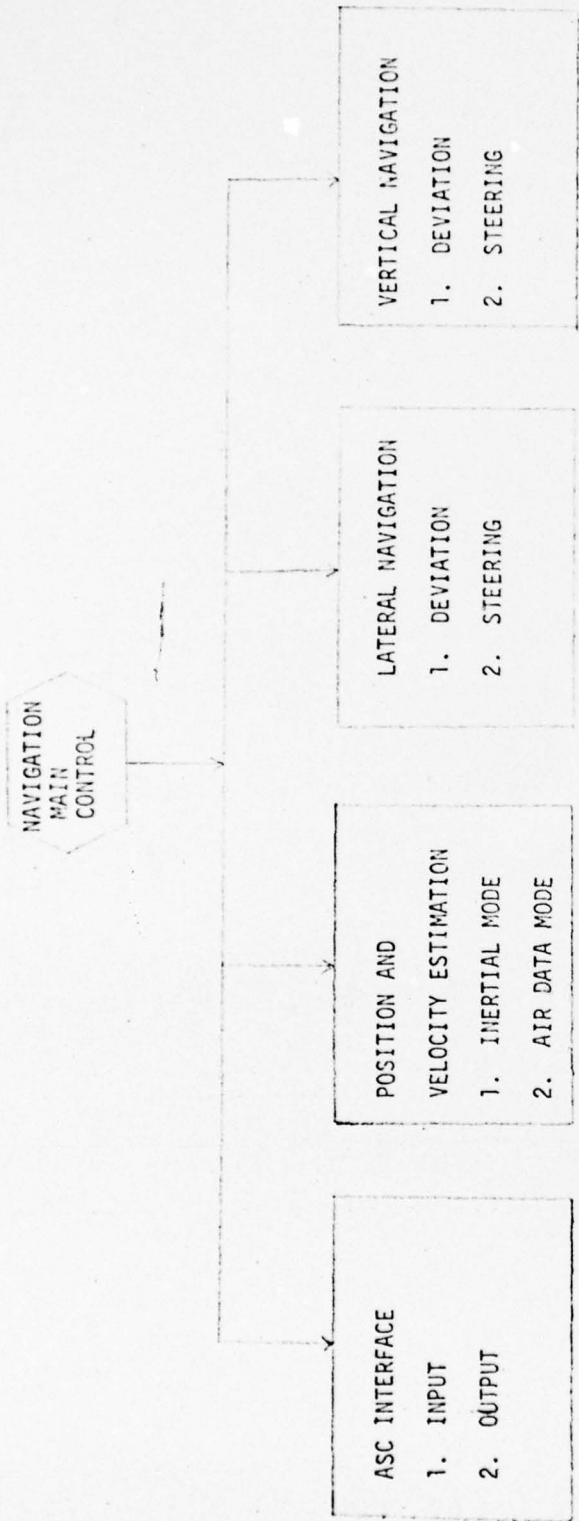 NAVIGATION
MAIN
CONTROL
ASC INTERFACE
1. INPUT
2. OUTPUT
POSITION AND
VELOCITY ESTIMATION
1. INERTIAL MODE
2. AIR DATA MODE
LATERAL NAVIGATION
1. DEVIATION
2. STEERING
VERTICAL NAVIGATION
1. DEVIATION
2. STEERING